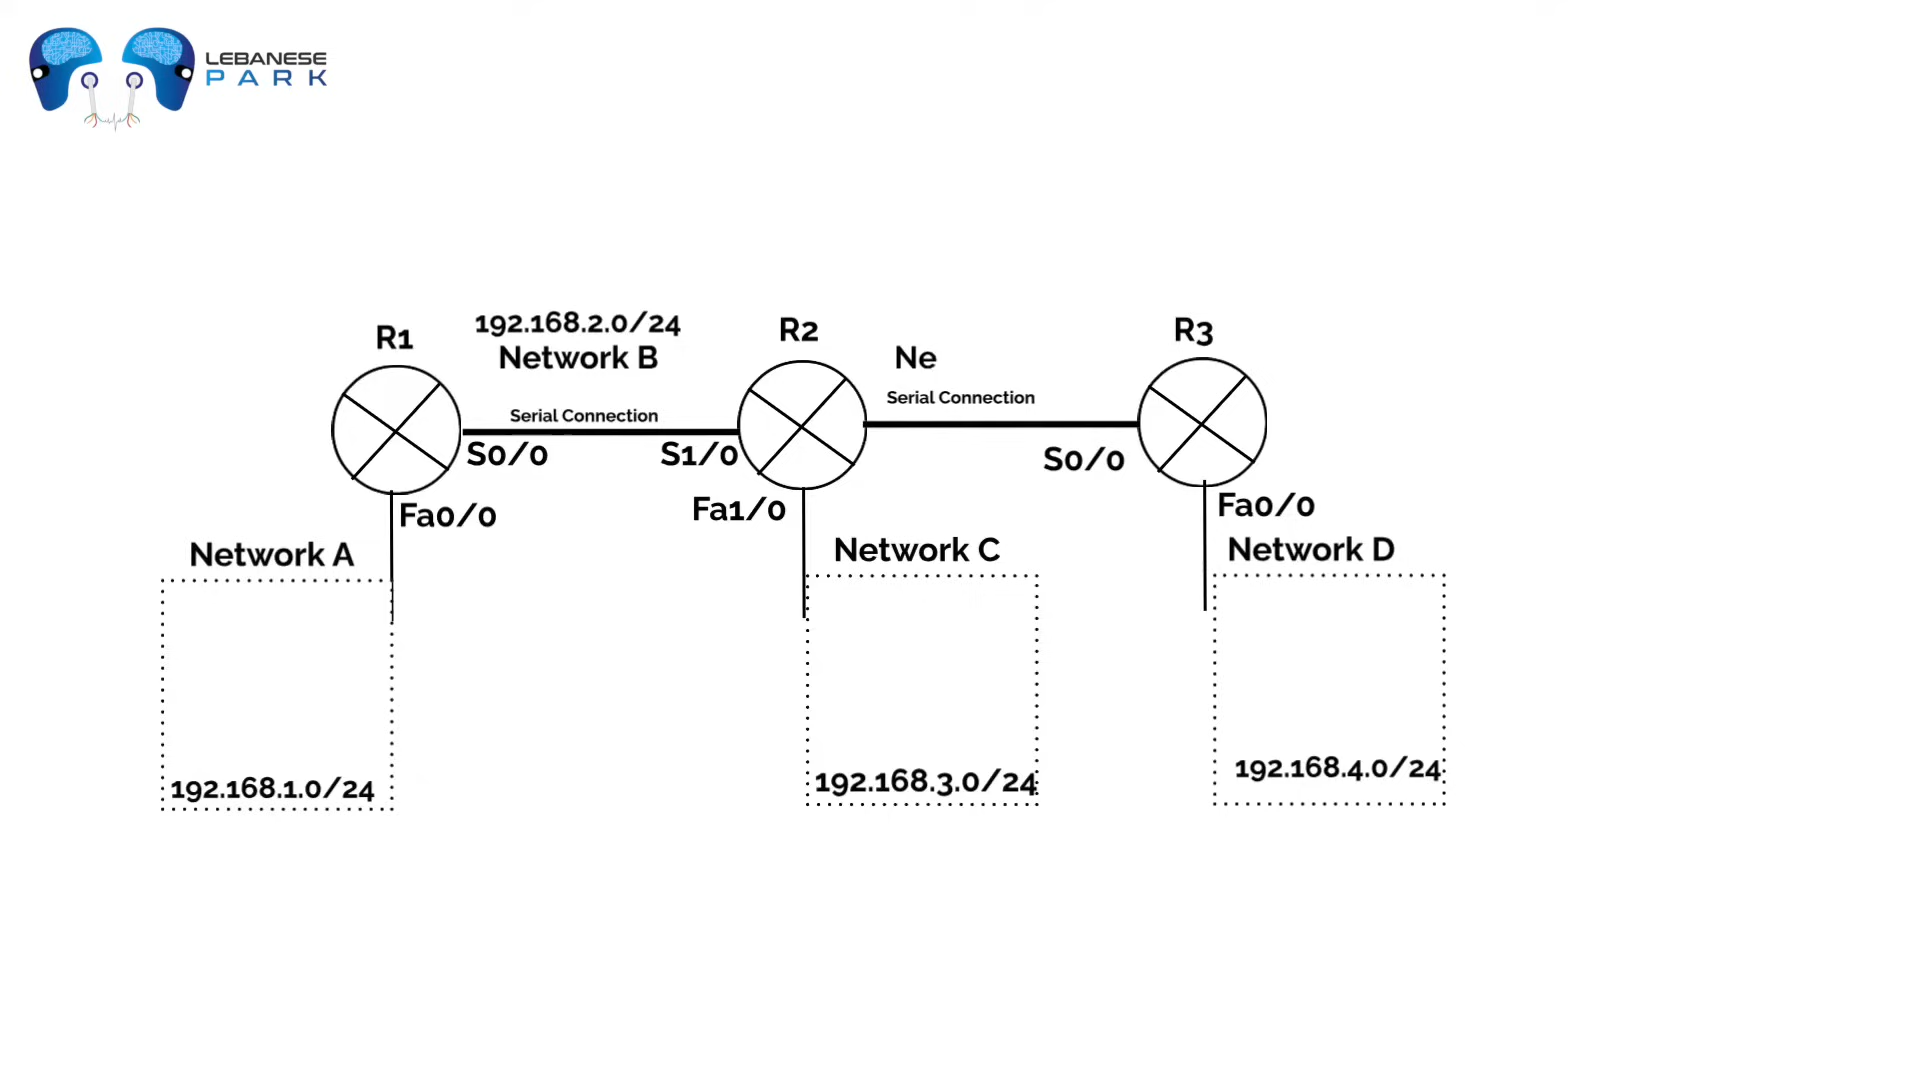 LEBANESE
PARK
R1
192.168.2.0/24
Network B
R2
Ne
R3
Serial Connection
Serial Connection
S0/0
S1/0
S0/0
Fa0/0
Fa1/0
Fa0/0
Network A
Network C
Network D
192.168.1.0/24
192.168.3.0/24
192.168.4.0/24